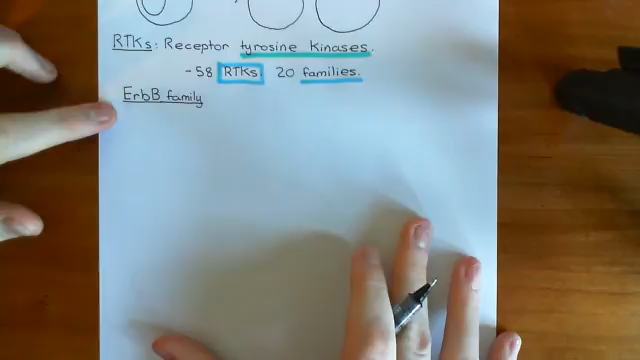 RTKs: Receptor tyrosine kinases.
-58 RTKs. 20 families.
ErbB family